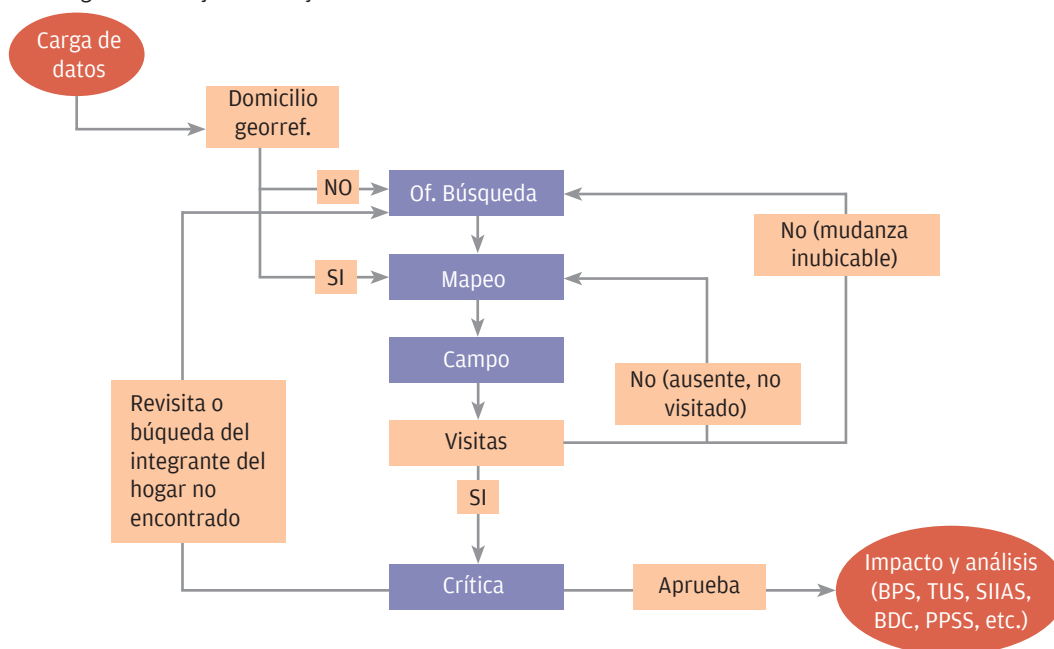 Carga de
datos
Domicilio
georref.
NO
Of. Búsqueda
No (mudanza
inubicable)
SI
Mapeo
Campo
No (ausente, no
visitado)
Revisita o
búqueda del
integrante del
hogar no
encontrado
Visitas
SI
Crítica
Aprueba
Impacto y análisis
(BPS, TUS, SIIAS,
BDC, PPSS, etc.)